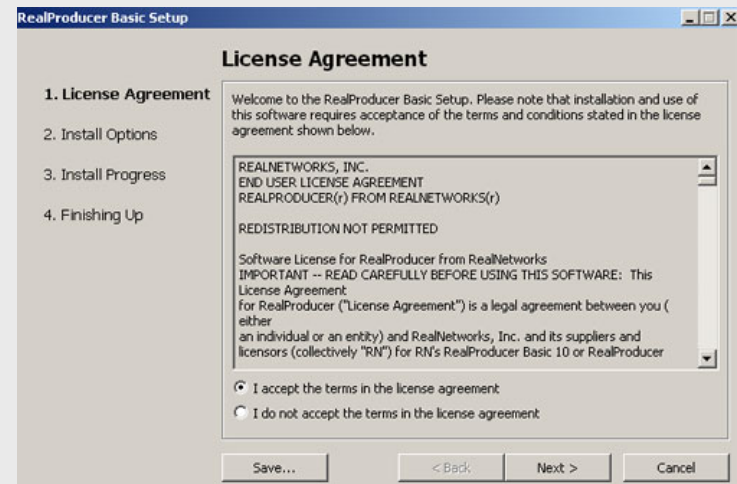 RealProducer Basic Setup
License Agreement
1. License Agreement
2. Install Options
3. Install Progress
4. Finishing Up
Welcome to the RealProducer Basic Setup. Please note that installation and use of
this software requires acceptance of the terms and conditions stated in the license
agreement shown below.
REALNETWORKS, INC.
END USER LICENSE AGREEMENT
REALPRODUCER(r) FROM REALNETWORKS(r)
REDISTRIBUTION NOT PERMITTED
Software License for RealProducer from RealNetworks
IMPORTANT -- READ CAREFULLY BEFORE USING THIS SOFTWARE: This
License Agreement
for RealProducer ("License Agreement") is a legal agreement between you (
either
an individual or an entity) and RealNetworks, Inc. and its suppliers and
licensors (collectively "RN") for RN's RealProducer Basic 10 or RealProducer
I accept the terms in the license agreement
I do not accept the terms in the license agreement
Save...
< Back
Next >
Cancel